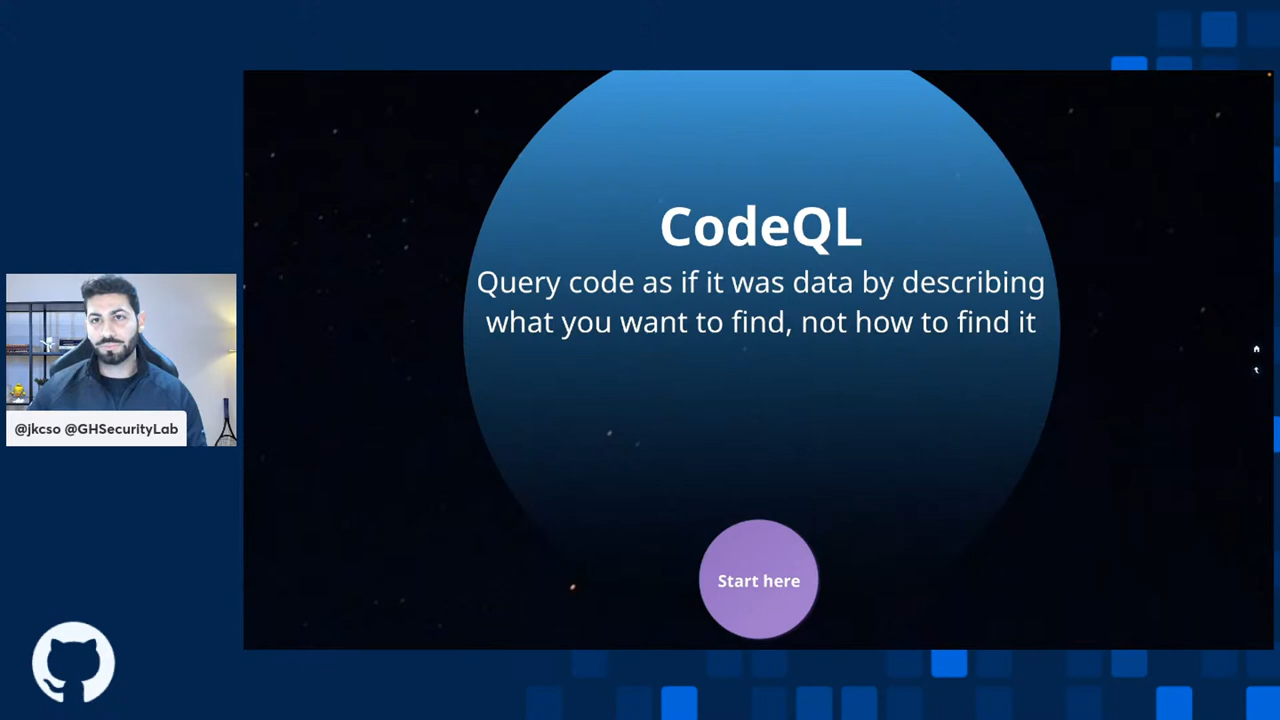 CodeQL
Query code as if it was data by describing
what you want to find, not how to find it
@jkcso @GHSecurityLab
Start here